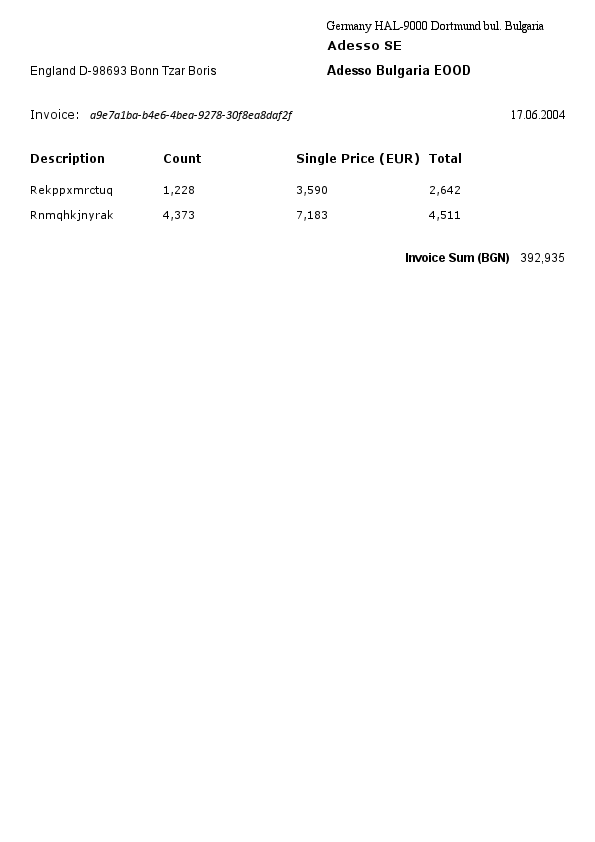 Germany HAL-9000 Dortmund bul. Bulgaria
Adesso SE
England D-98693 Bonn Tzar Boris Adesso Bulgaria EOOD
Invoice: a9e7a1ba-b4e6-4bea-9278-30f8ea8daf2f 17.06.2004
Description Count Single Price (EUR) Total
Rekppxmrctuq 1,228 3,590 2,642
Rnmqhkjnyrak 4,373 7,183 4,511
Invoice Sum (BGN) 392,935